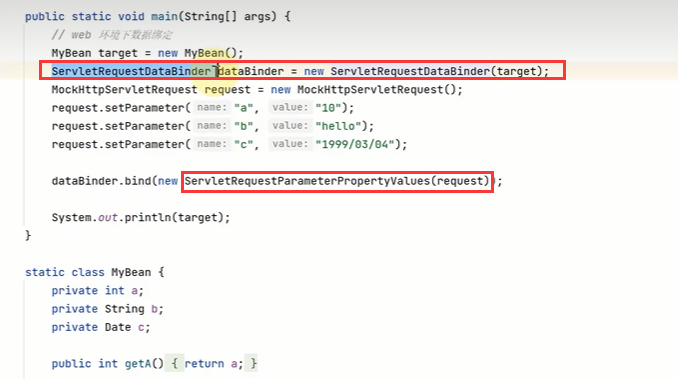 public static void main(String[] args) {
// web 环境下数据绑定
MyBean target = new MyBean();
ServletRequestDataBinder dataBinder = new ServletRequestDataBinder(target);
MockHttpServletRequest request = new MockHttpServletRequest();
request.setParameter( name: "a", value: "10");
request.setParameter( name: "b", value: "hello");
request.setParameter( name: "c", value: "1999/03/04");
dataBinder.bind(new ServletRequestParameterPropertyValues(request));
System.out.println(target);
}
static class MyBean {
private int a;
private String b;
private Date c;
public int getA() { return a; }